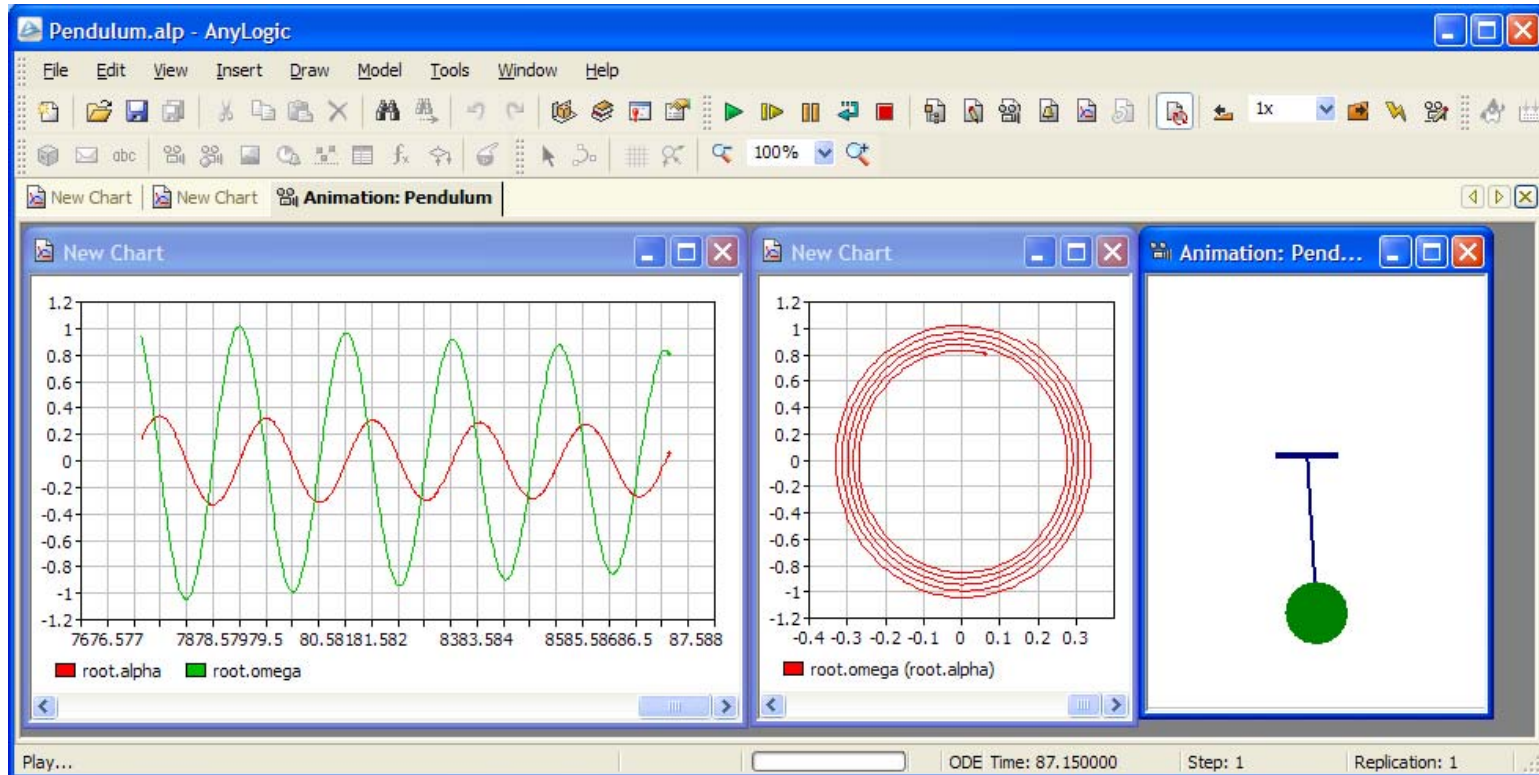 Pendulum.alp - AnyLogic
File Edit View Insert Draw Model Tools Window Help
1x
abc fx 100%
New Chart New Chart Animation: Pendulum
New Chart
1.2
1
0.8
0.6
0.4
0.2
0
-0.2
-0.4
-0.6
-0.8
-1
-1.2
7676.577 7878.57979.5 80.58181.582 8383.584 8585.58686.5 87.588
root.alpha root.omega
New Chart
1.2
1
0.8
0.6
0.4
0.2
0
-0.2
-0.4
-0.6
-0.8
-1
-1.2
-0.4 -0.3 -0.2 -0.1 0 0.1 0.2 0.3
root.omega (root.alpha)
Animation: Pend...
Play... ODE Time: 87.150000 Step: 1 Replication: 1